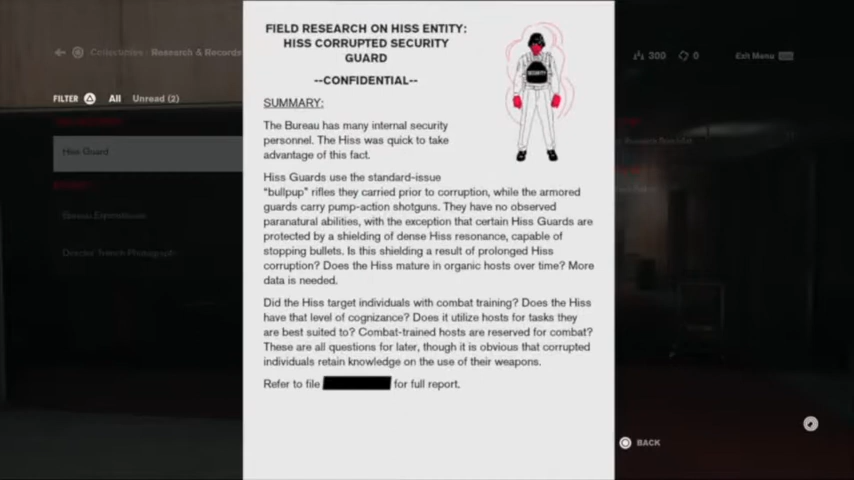 FIELD RESEARCH ON HISS ENTITY:
HISS CORRUPTED SECURITY
GUARD
--CONFIDENTIAL--
SUMMARY:
The Bureau has many internal security
personnel. The Hiss was quick to take
advantage of this fact.
Hiss Guards use the standard-issue
"bullpup" rifles they carried prior to corruption, while the armored
guards carry pump-action shotguns. They have no observed
paranatural abilities, with the exception that certain Hiss Guards are
protected by a shielding of dense Hiss resonance, capable of
stopping bullets. Is this shielding a result of prolonged Hiss
corruption? Does the Hiss mature in organic hosts over time? More
data is needed.
Did the Hiss target individuals with combat training? Does the Hiss
have that level of cognizance? Does it utilize hosts for tasks they
are best suited to? Combat-trained hosts are reserved for combat?
These are all questions for later, though it is obvious that corrupted
individuals retain knowledge on the use of their weapons.
Refer to file for full report.
SECURITY
Collectables Research & Records
FILTER All Unread (2)
Hiss Guard
300 0 Exit Menu
BACK